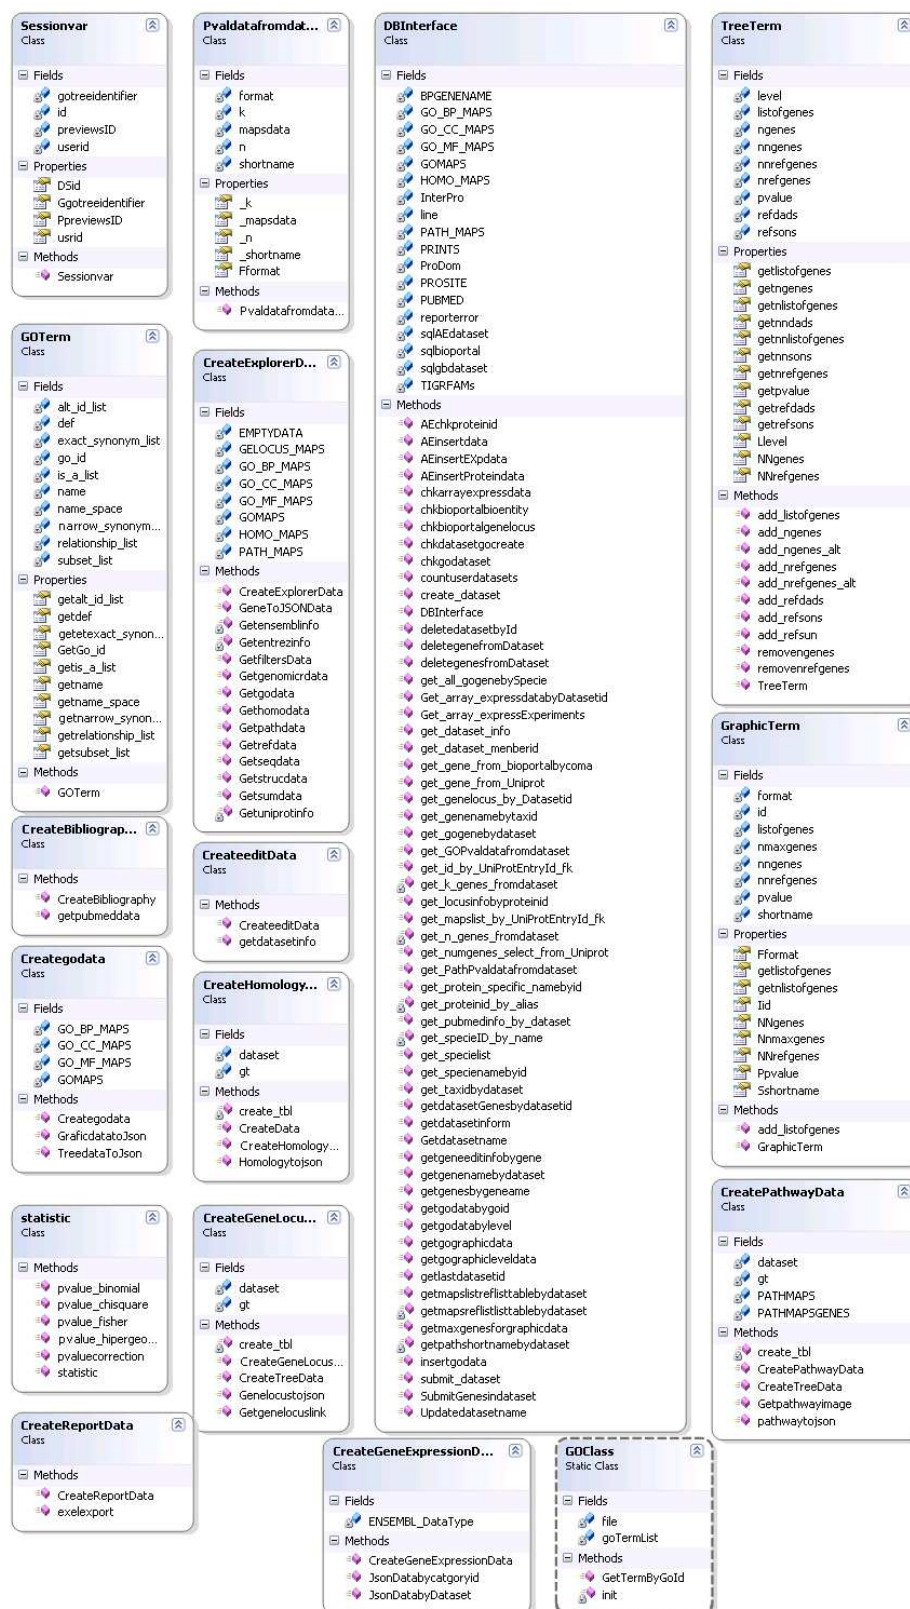 Sessionvar
Class
Fields
gotreeidentifier
id
previewsID
userid
Properties
DSid
Ggotreeidentifier
PpreviewsID
usrid
Methods
Sessionvar
GOTerm
Class
Fields
alt_id_list
def
exact_synonym_list
go_id
is_a_list
name
name_space
narrow_synonym...
relationship_list
subset_list
Properties
getalt_id_list
getdef
getetexact_synon...
GetGo_id
getis_a_list
getname
getname_space
getnarrow_synon...
getrelationship_list
getsubset_list
Methods
GOTerm
CreateBibliograp...
Class
Methods
CreateBibliography
getpubmeddata
Creategodata
Class
Fields
GO_BP_MAPS
GO_CC_MAPS
GO_MF_MAPS
GOMAPS
Methods
Creategodata
GraficdatatoJson
TreedataToJson
statistic
Class
Methods
pvalue_binomial
pvalue_chisquare
pvalue_fisher
pvalue_hipergeo...
pvaluecorrection
statistic
CreateReportData
Class
Methods
CreateReportData
exelexport
Pvaldatafromdat...
Class
Fields
format
k
mapsdata
n
shortname
Properties
_k
_mapsdata
_n
_shortname
Fformat
Methods
Pvaldatafromdata...
CreateExplorerD...
Class
Fields
EMPTYDATA
GELOCUS_MAPS
GO_BP_MAPS
GO_CC_MAPS
GO_MF_MAPS
GOMAPS
HOMO_MAPS
PATH_MAPS
Methods
CreateExplorerData
GeneToJSONData
Getensemblinfo
Getentrezinfo
GetfiltersData
Getgenomicrdata
Getgodata
Gethomodata
Getpathdata
Getrefdata
Getseqdata
Getstrucdata
Getsumdata
Getuniprotinfo
CreateeditData
Class
Methods
CreateeditData
getdatasetinfo
CreateHomology...
Class
Fields
dataset
gt
Methods
create_tbl
CreateData
CreateHomology...
Homologytojson
CreateGeneLocu...
Class
Fields
dataset
gt
Methods
create_tbl
CreateGeneLocus...
CreateTreeData
Genelocustojson
Getgenelocuslink
DBInterface
Class
Fields
BPGENENAME
GO_BP_MAPS
GO_CC_MAPS
GO_MF_MAPS
GOMAPS
HOMO_MAPS
InterPro
line
PATH_MAPS
PRINTS
ProDom
PROSITE
PUBMED
reporterror
sqlAEdataset
sqlbioportal
sqlgbdataset
TIGRFAMs
Methods
AEchkproteinid
AEinsertdata
AEinsertEXpdata
AEinsertProteindata
chkarrayexpressdata
chkbioportalbioentity
chkbioportalgenelocus
chkdatasetgocreate
chkgodataset
countuserdatasets
create_dataset
DBInterface
deletedatasetbyId
deletegenefromDataset
deletegenesfromDataset
get_all_gogenebySpecie
Get_array_expressdatabyDatasetid
Get_array_expressExperiments
get_dataset_info
get_dataset_menberid
get_gene_from_bioportalbycoma
get_gene_from_Uniprot
get_genelocus_by_Datasetid
get_genenamebytaxid
get_gogenebydataset
get_GOPvaldatafromdataset
get_id_by_UniProtEntryId_fk
get_k_genes_fromdataset
get_locusinfobyproteinid
get_mapslist_by_UniProtEntryId_fk
get_n_genes_fromdataset
get_numgenes_select_from_Uniprot
get_PathPvaldatafromdataset
get_protein_specific_namebyid
get_proteinid_by_alias
get_pubmedinfo_by_dataset
get_specieID_by_name
get_specielist
get_specienamebyid
get_taxidbydataset
getdatasetGenesbydatasetid
getdatasetinform
Getdatasetname
getgeneeditinfobygene
getgenenamebydataset
getgenesbygeneame
getgodatabygoid
getgodatabylevel
getgographicdata
getgographicleveldata
getlastdatasetid
getmapslistreflisttablebydataset
getmapsreflistlisttabledataset
getmaxgenesforgraphicdata
getpathshortnamebydataset
insertgodata
submit_dataset
SubmitGenesindataset
Updatedatasetname
TreeTerm
Class
Fields
level
listofgenes
ngenes
nngenes
nnrefgenes
nrefgenes
pvalue
refdads
refsons
Properties
getlistofgenes
getngenes
getnlistofgenes
getnndads
getnnlistofgenes
getnnsons
getnrefgenes
getpvalue
getrefdads
getrefsons
Llevel
NNgenes
NNrefgenes
Methods
add_listofgenes
add_ngenes
add_ngenes_alt
add_nrefgenes
add_nrefgenes_alt
add_refdads
add_refsons
add_refsun
removengenes
removenrefgenes
TreeTerm
GraphicTerm
Class
Fields
format
id
listofgenes
nmaxgenes
nngenes
nnrefgenes
pvalue
shortname
Properties
Fformat
getlistofgenes
getnlistofgenes
Iid
NNgenes
Nnmaxgenes
NNrefgenes
Ppvalue
Sshortname
Methods
add_listofgenes
GraphicTerm
CreatePathwayData
Class
Fields
dataset
gt
PATHMAPS
PATHMAPSGENES
Methods
create_tbl
CreatePathwayData
CreateTreeData
Getpathwayimage
pathwaytojson
CreateGeneExpressionD...
Class
Fields
ENSEMBL_DataType
Methods
CreateGeneExpressionData
JsonDatabycatgoryid
JsonDatabyDataset
GOClass
Static Class
Fields
file
goTermList
Methods
GetTermByGoId
init